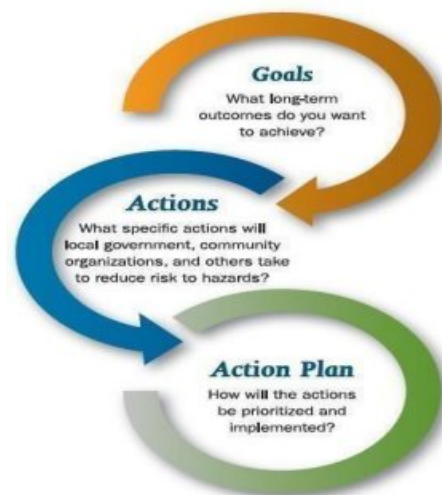 Goals
What long-term
outcomes do you want
to achieve?
Actions
What specific actions will
local government, community
organizations, and others take
to reduce risk to hazards?
Action Plan
How will the actions
be prioritized and
implemented?